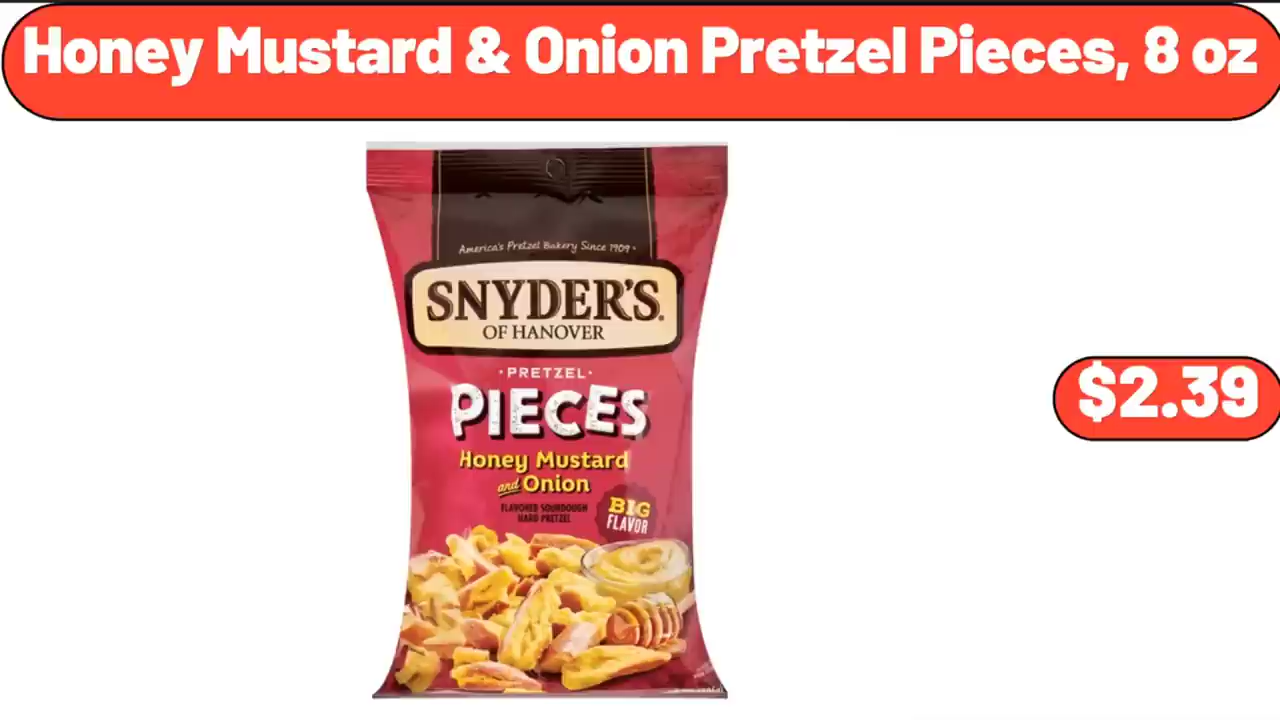 Honey Mustard & Onion Pretzel Pieces, 8 oz
America's Pretzel Bakery Since 1909
SNYDER'S
OF HANOVER
·PRETZEL·
PIECES
Honey Mustard
and Onion
FLAVORED SOURDOUGH
HARD PRETZEL
BIG
FLAVOR
$2.39